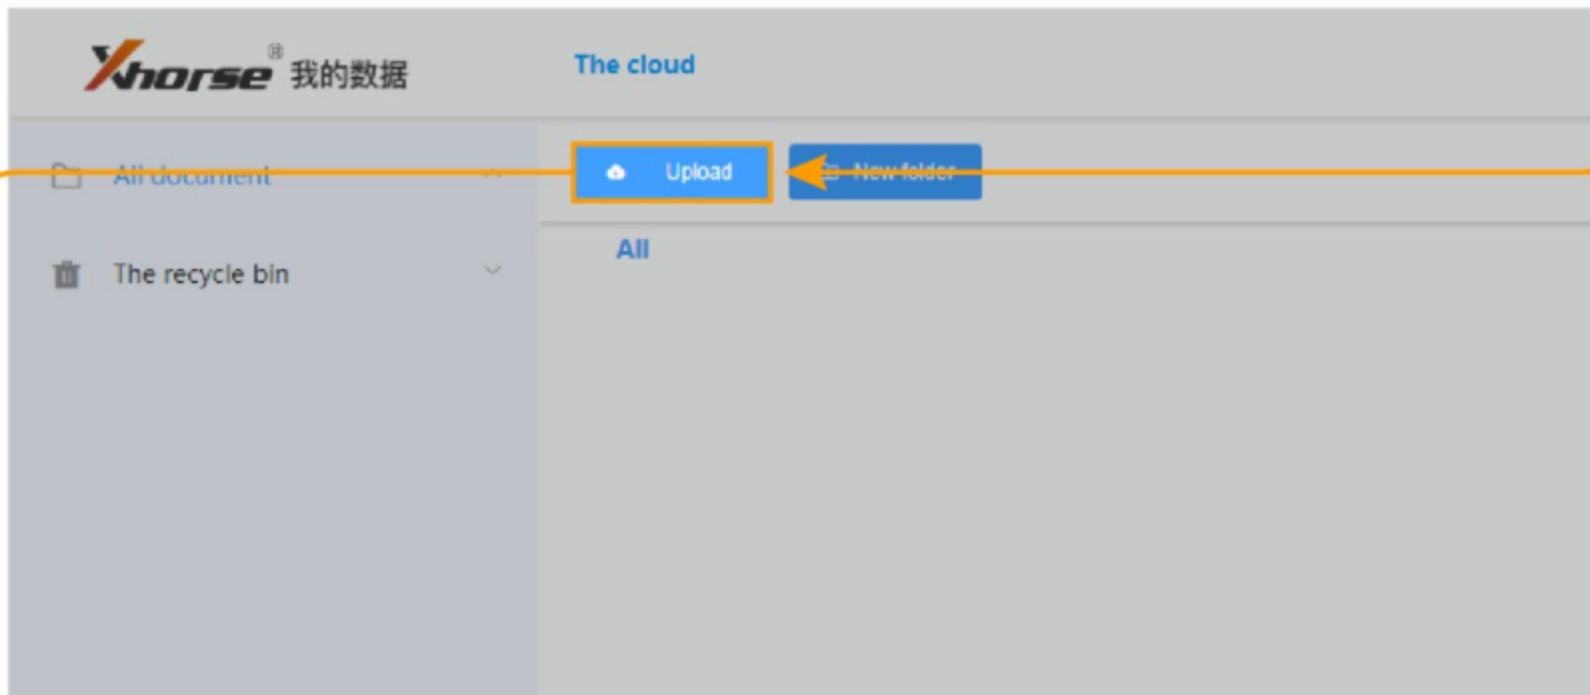 Xhorse® 我的数据
The cloud
All document
Upload
New folder
The recycle bin
All